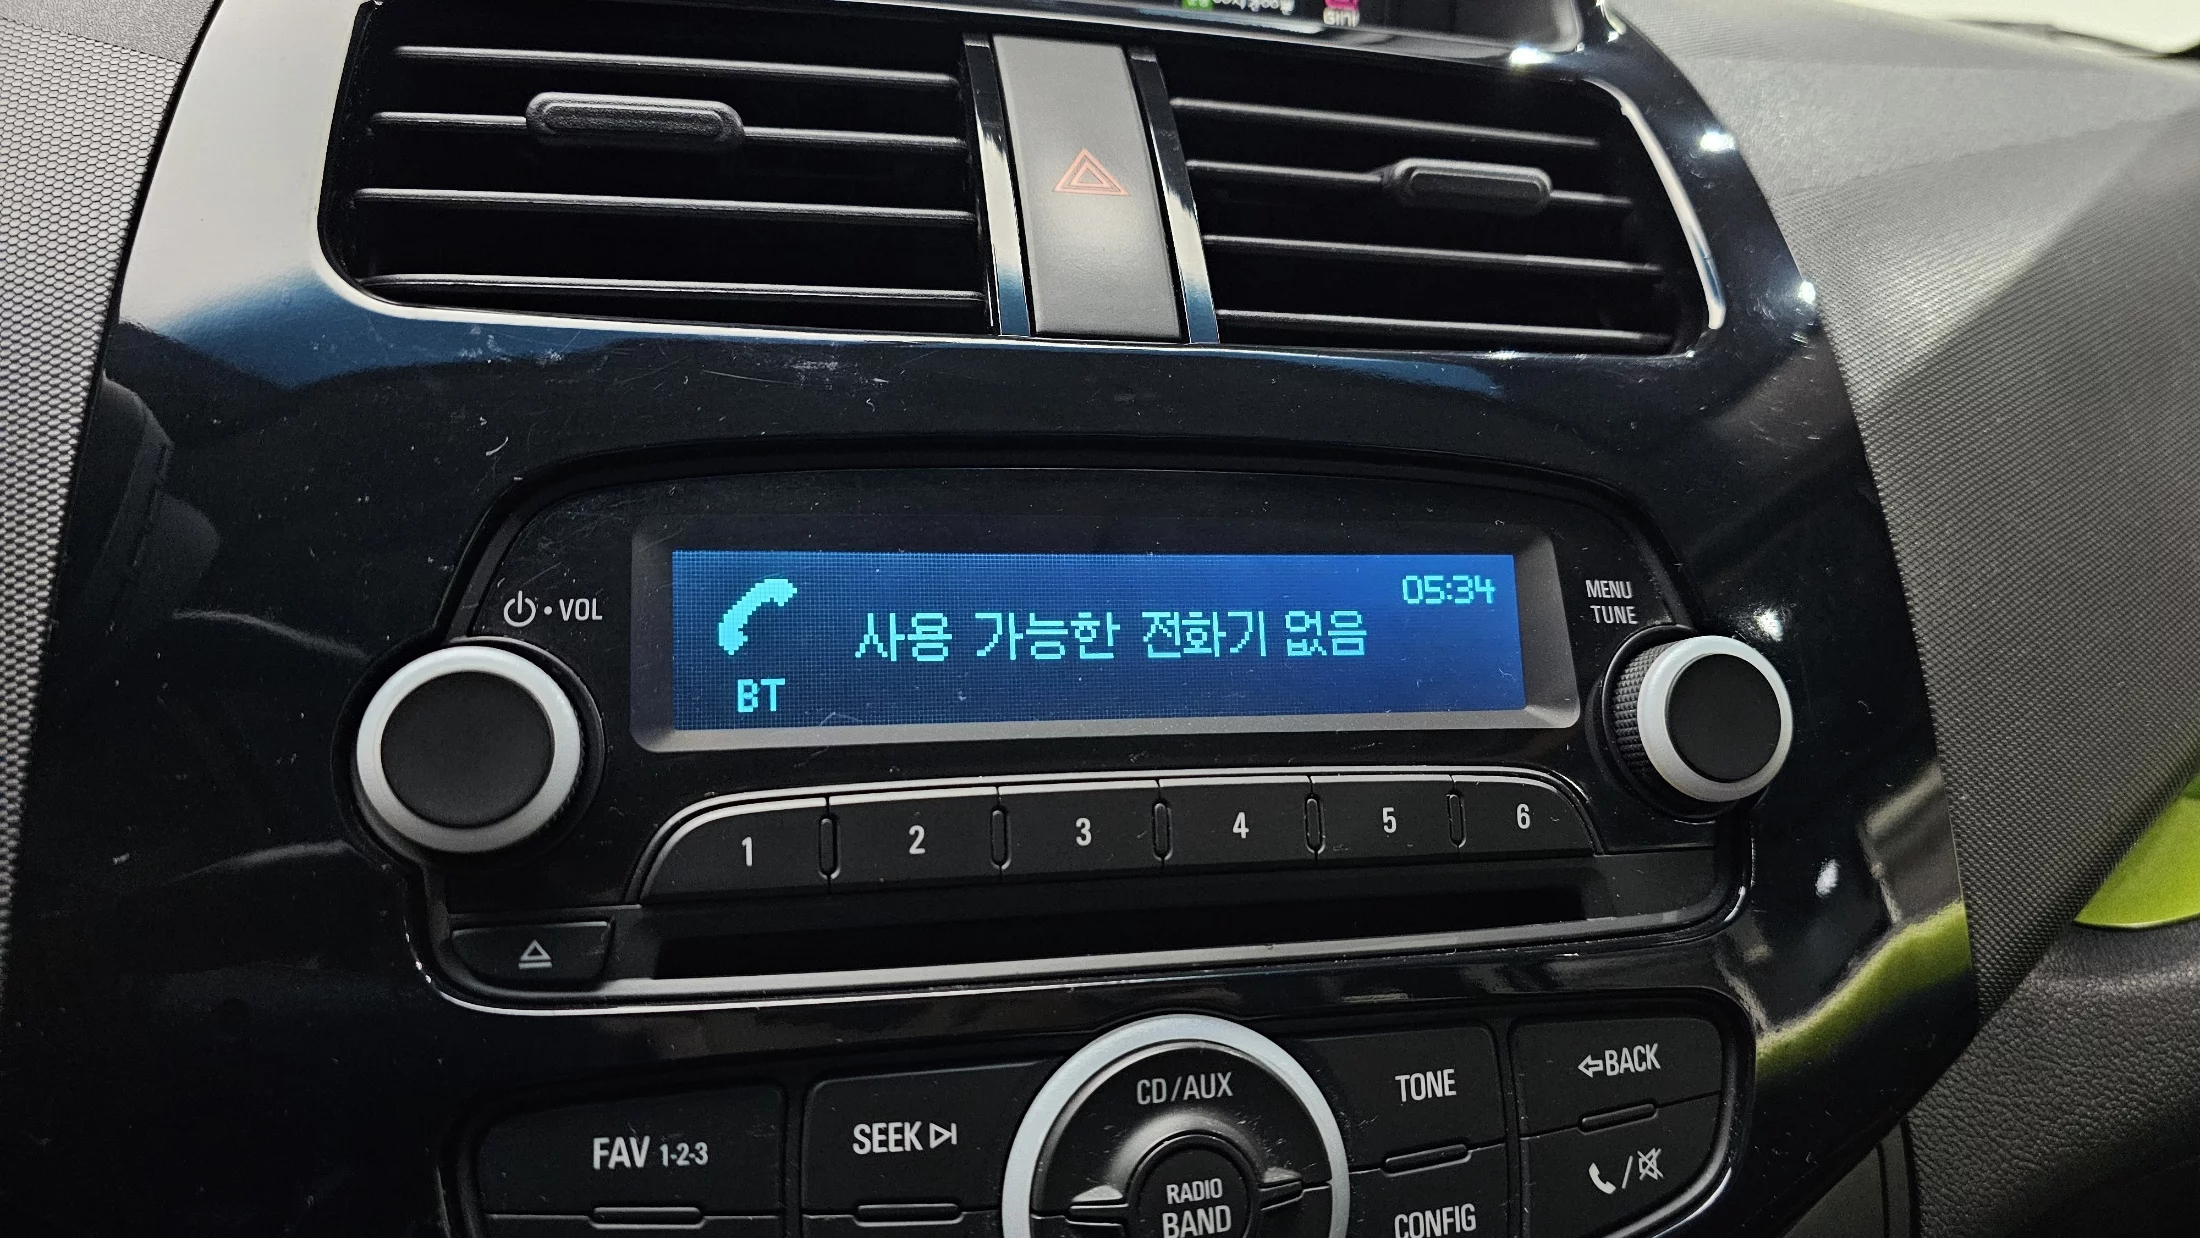 VOL
05:34
사용 가능한 전화기 없음
BT
MENU
TUNE
1 2 3 4 5 6
CD/AUX
TONE
BACK
FAV 1-2-3
SEEK
RADIO
BAND
CONFIG